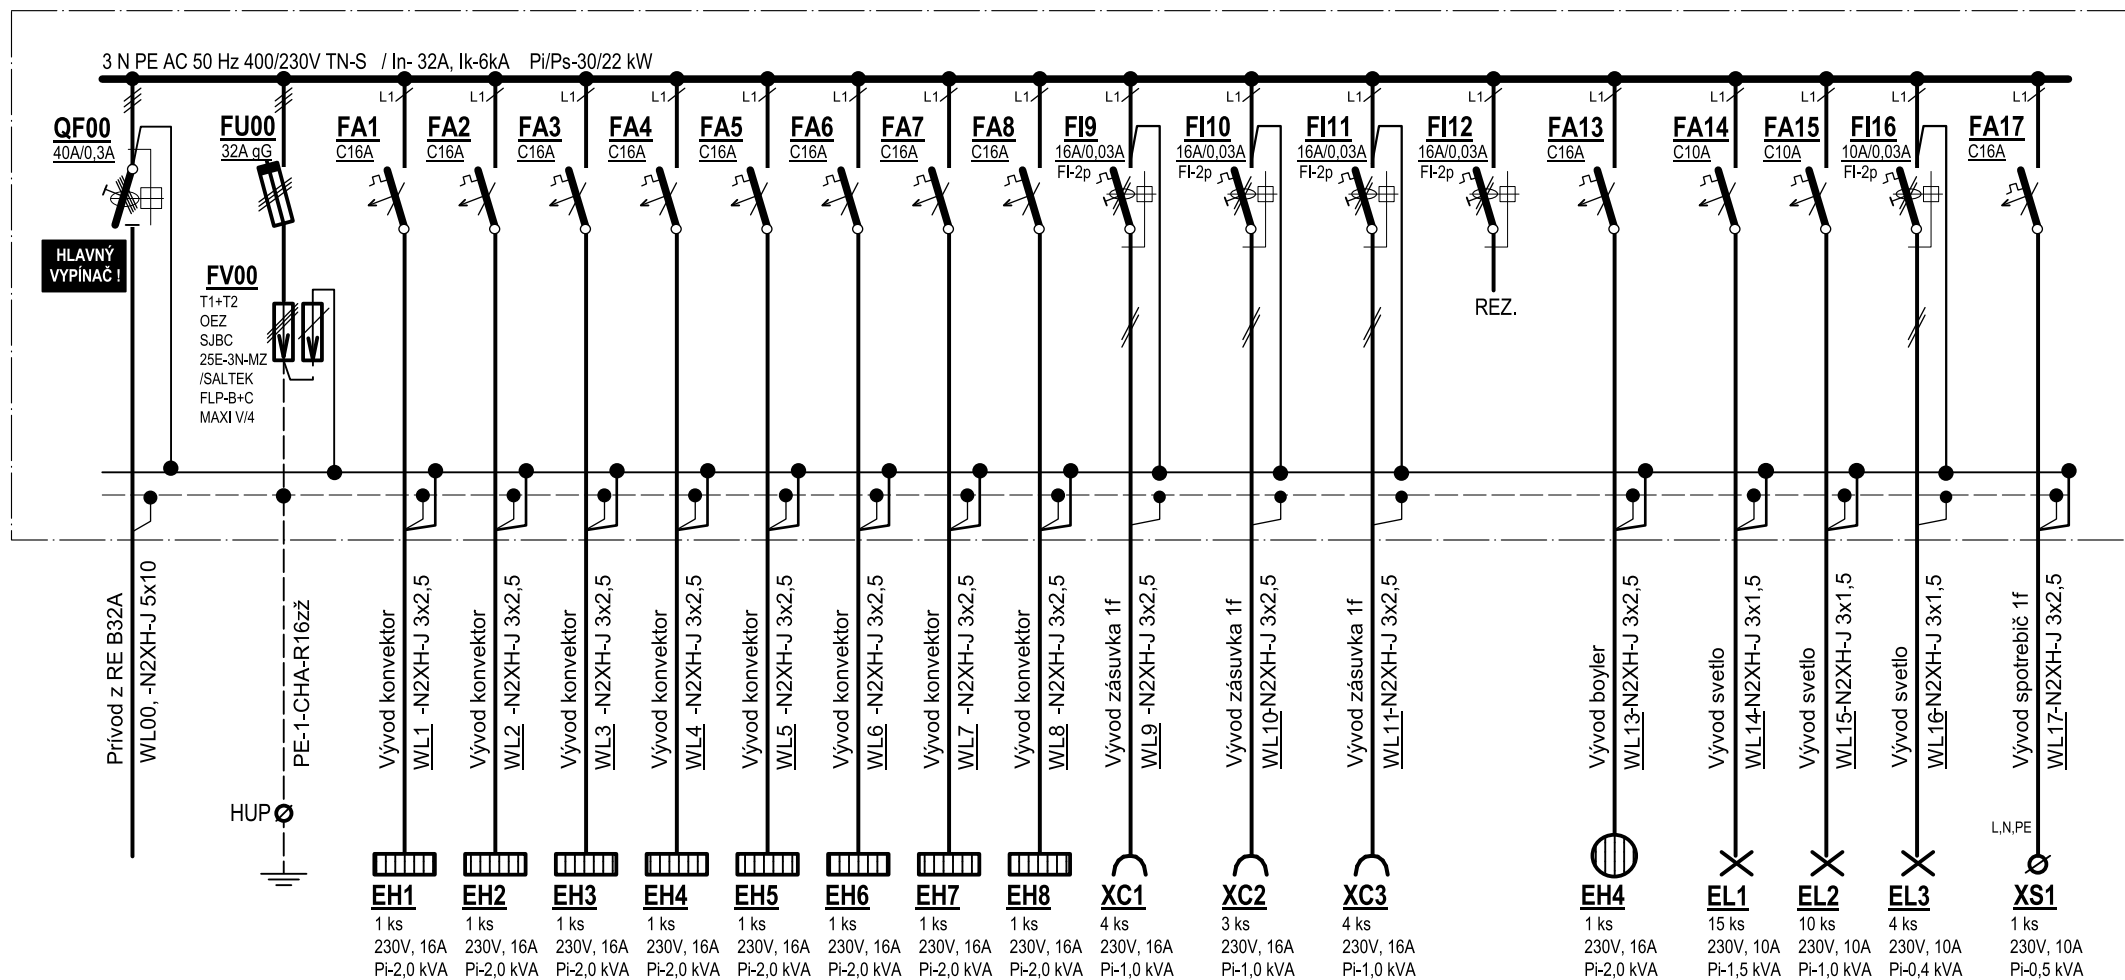 3 N PE AC 50 Hz 400/230V TN-S / In- 32A, Ik-6kA Pi/Ps-30/22 kW
QF00
40A/0,3A
HLAVNÝ
VYPÍNAČ !
FU00
32A gG
FV00
T1+T2
OEZ
SJBC
25E-3N-MZ
/SALTEK
FLP-B+C
MAXI V/4
L1
FA1
C16A
L1
FA2
C16A
L1
FA3
C16A
L1
FA4
C16A
L1
FA5
C16A
L1
FA6
C16A
L1
FA7
C16A
L1
FA8
C16A
L1
FI9
16A/0,03A
FI-2p
L1
FI10
16A/0,03A
FI-2p
L1
FI11
16A/0,03A
FI-2p
L1
FI12
16A/0,03A
FI-2p
REZ.
L1
FA13
C16A
L1
FA14
C10A
L1
FA15
C10A
L1
FI16
10A/0,03A
FI-2p
L1
FA17
C16A
Prívod z RE B32A
WL00, -N2XH-J 5x10
PE-1-CHA-R16zž
HUP
Vývod konvektor
WL1 -N2XH-J 3x2,5
Vývod konvektor
WL2 -N2XH-J 3x2,5
Vývod konvektor
WL3 -N2XH-J 3x2,5
Vývod konvektor
WL4 -N2XH-J 3x2,5
Vývod konvektor
WL5 -N2XH-J 3x2,5
Vývod konvektor
WL6 -N2XH-J 3x2,5
Vývod konvektor
WL7 -N2XH-J 3x2,5
Vývod konvektor
WL8 -N2XH-J 3x2,5
Vývod zásuvka 1f
WL9 -N2XH-J 3x2,5
Vývod zásuvka 1f
WL10-N2XH-J 3x2,5
Vývod zásuvka 1f
WL11-N2XH-J 3x2,5
Vývod boyler
WL13-N2XH-J 3x2,5
Vývod svetlo
WL14-N2XH-J 3x1,5
Vývod svetlo
WL15-N2XH-J 3x1,5
Vývod svetlo
WL16-N2XH-J 3x1,5
Vývod spotrebič 1f
WL17-N2XH-J 3x2,5
L,N,PE
EH1
1 ks
230V, 16A
Pi-2,0 kVA
EH2
1 ks
230V, 16A
Pi-2,0 kVA
EH3
1 ks
230V, 16A
Pi-2,0 kVA
EH4
1 ks
230V, 16A
Pi-2,0 kVA
EH5
1 ks
230V, 16A
Pi-2,0 kVA
EH6
1 ks
230V, 16A
Pi-2,0 kVA
EH7
1 ks
230V, 16A
Pi-2,0 kVA
EH8
1 ks
230V, 16A
Pi-2,0 kVA
XC1
4 ks
230V, 16A
Pi-1,0 kVA
XC2
3 ks
230V, 16A
Pi-1,0 kVA
XC3
4 ks
230V, 16A
Pi-1,0 kVA
EH4
1 ks
230V, 16A
Pi-2,0 kVA
EL1
15 ks
230V, 10A
Pi-1,5 kVA
EL2
10 ks
230V, 10A
Pi-1,0 kVA
EL3
4 ks
230V, 10A
Pi-0,4 kVA
XS1
1 ks
230V, 10A
Pi-0,5 kVA